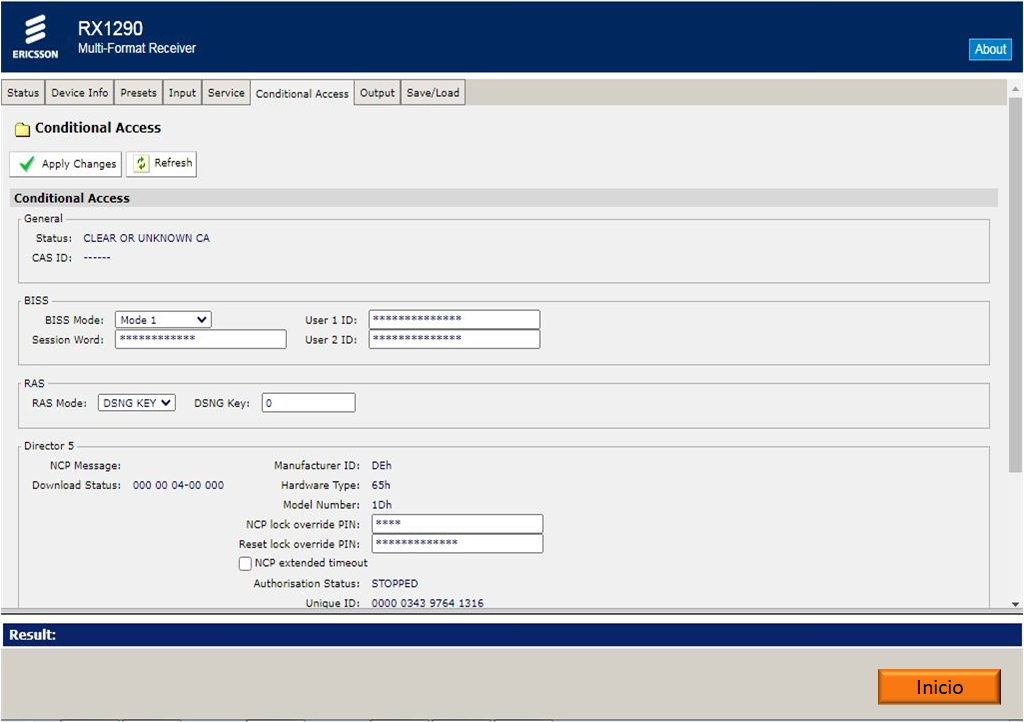 RX1290
Multi-Format Receiver
ERICSSON
About
Status Device Info Presets Input Service Conditional Access Output Save/Load
Conditional Access
Apply Changes Refresh
Conditional Access
General
Status: CLEAR OR UNKNOWN CA
CAS ID: ------
BISS
BISS Mode: Mode 1 User 1 ID: **************
Session Word: ************ User 2 ID: **************
RAS
RAS Mode: DSNG KEY DSNG Key: 0
Director 5
NCP Message: Manufacturer ID: DEh
Download Status: 000 00 04-00 000 Hardware Type: 65h
Model Number: 1Dh
NCP lock override PIN: ****
Reset lock override PIN: *************
NCP extended timeout
Authorisation Status: STOPPED
Unique ID: 0000 0343 9764 1316
Result:
Inicio